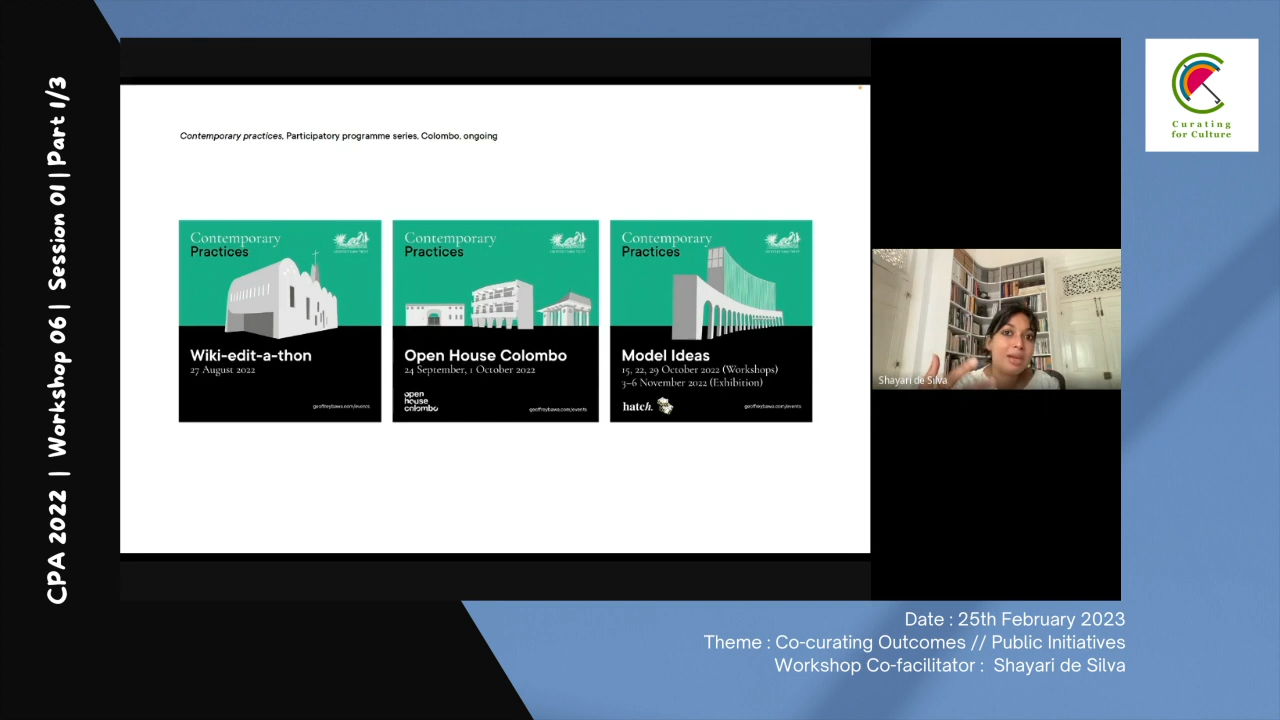 CPA 2022 | Workshop 06 | Session 01 | Part 1/3
Contemporary practices, Participatory programme series, Colombo, ongoing
Contemporary
Practices
Wiki-edit-a-thon
27 August 2022
geoffreybawa.com/events
Contemporary
Practices
Open House Colombo
24 September, 1 October 2022
open
house
colombo
geoffreybawa.com/events
Contemporary
Practices
Model Ideas
15, 22, 29 October 2022 (Workshops)
3–6 November 2022 (Exhibition)
hatch.
geoffreybawa.com/events
Shayari de Silva
Curating
for Culture
Date : 25th February 2023
Theme : Co-curating Outcomes // Public Initiatives
Workshop Co-facilitator : Shayari de Silva